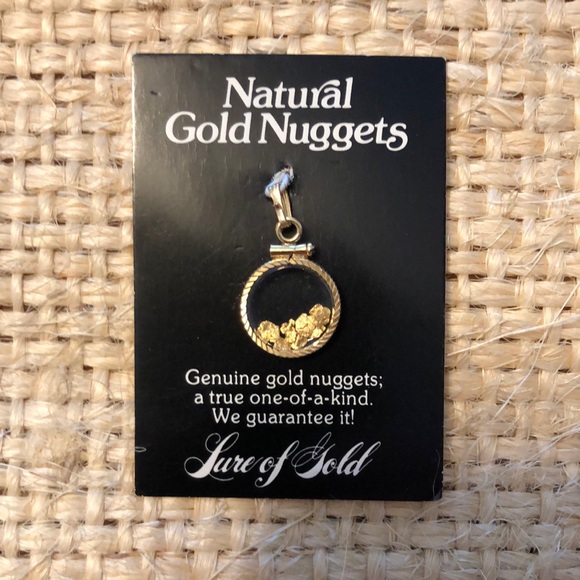 Natural
Gold Nuggets
Genuine gold nuggets;
a true one-of-a-kind.
We guarantee it!
Lure of Gold